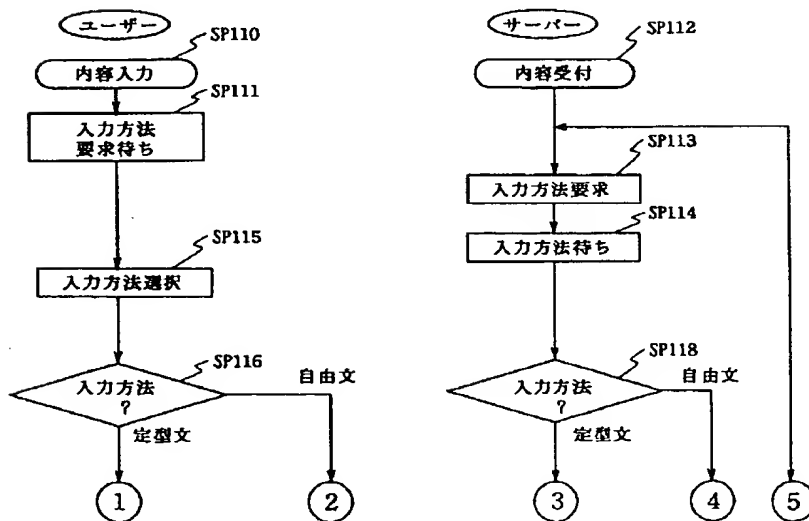 ユーザー
SP110
内容入力
SP111
入力方法
要求待ち
SP115
入力方法選択
SP116
入力方法
?
自由文
定型文
1
2
サーバー
SP112
内容受付
SP113
入力方法要求
SP114
入力方法待ち
SP118
入力方法
?
自由文
定型文
3
4
5